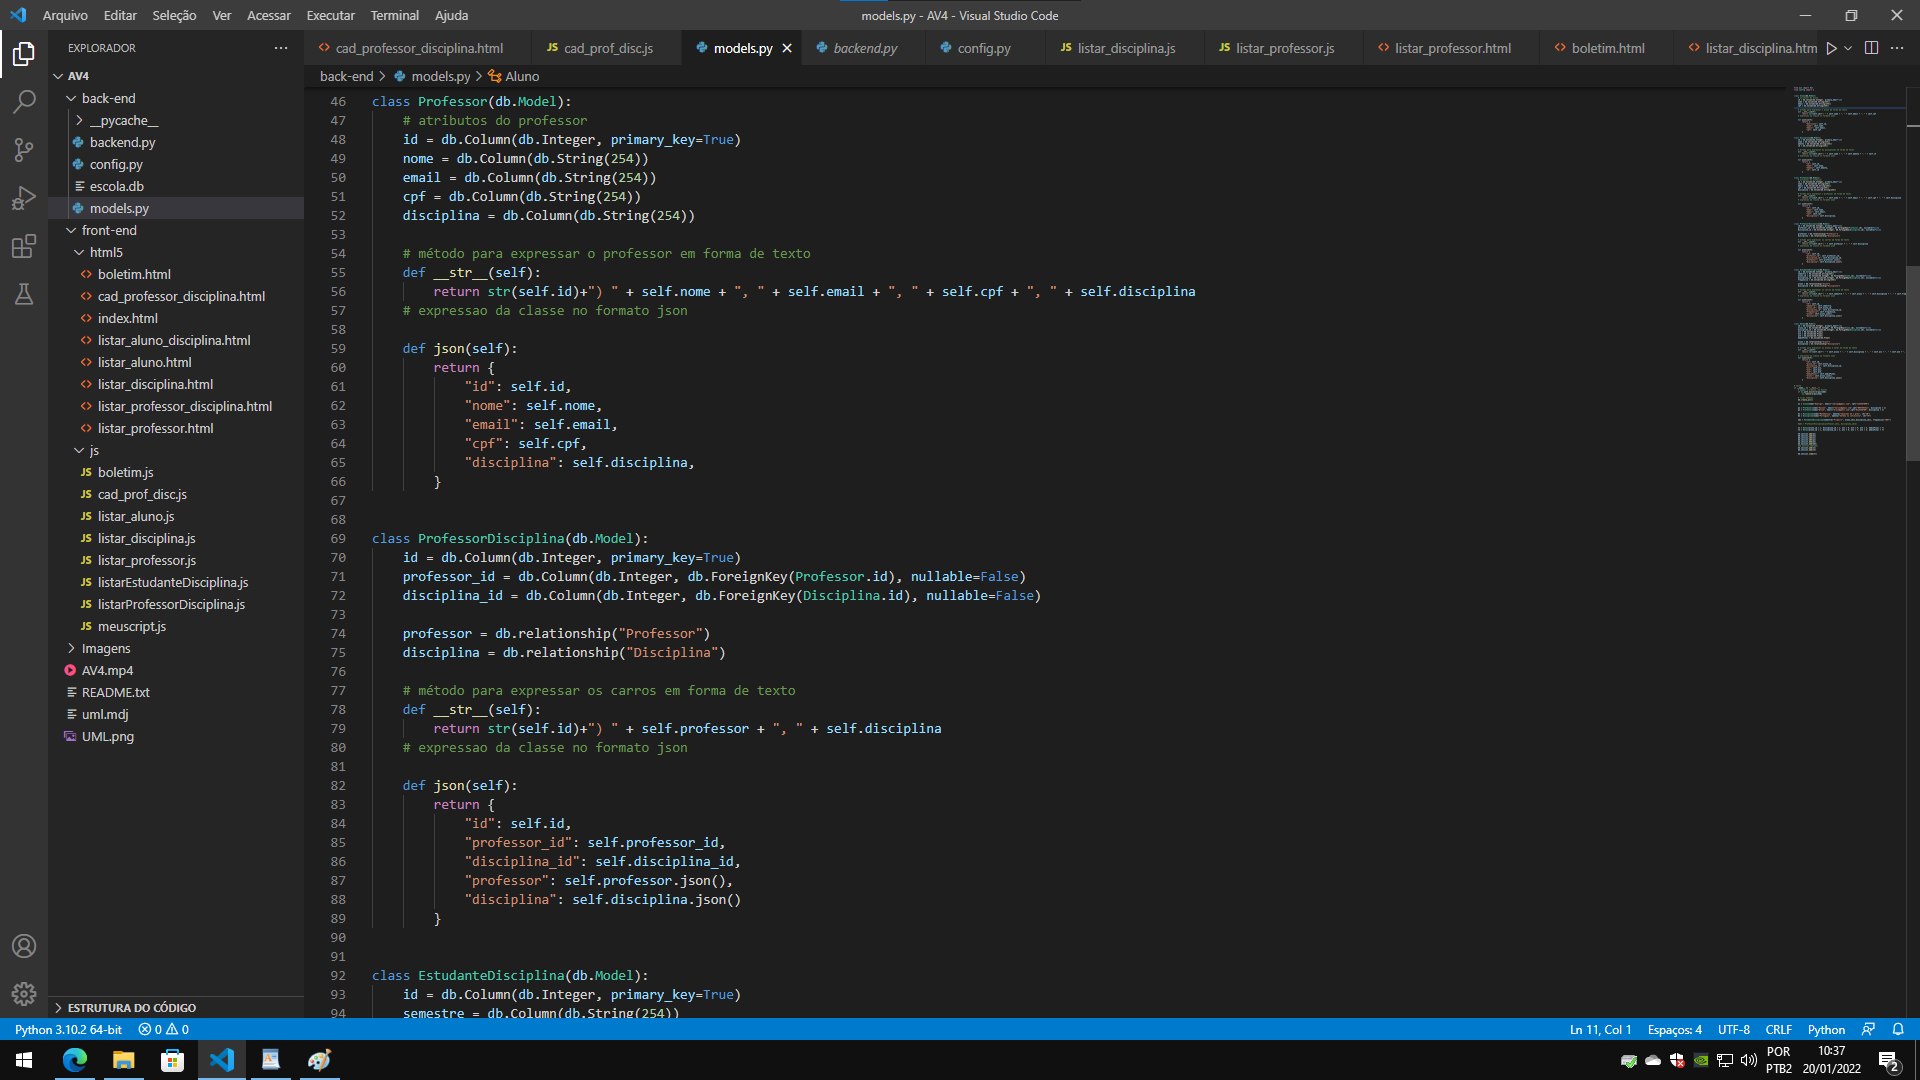 Arquivo Editar Seleção Ver Acessar Executar Terminal Ajuda
models.py - AV4 - Visual Studio Code
EXPLORADOR
cad_professor_disciplina.html
JS cad_prof_disc.js
models.py
backend.py
config.py
JS listar_disciplina.js
JS listar_professor.js
listar_professor.html
boletim.html
listar_disciplina.htm
back-end > models.py > Aluno
AV4
back-end
__pycache__
backend.py
config.py
escola.db
models.py
front-end
html5
boletim.html
cad_professor_disciplina.html
index.html
listar_aluno_disciplina.html
listar_aluno.html
listar_disciplina.html
listar_professor_disciplina.html
listar_professor.html
js
JS boletim.js
JS cad_prof_disc.js
JS listar_aluno.js
JS listar_disciplina.js
JS listar_professor.js
JS listarEstudanteDisciplina.js
JS listarProfessorDisciplina.js
JS meuscript.js
Imagens
AV4.mp4
README.txt
uml.mdj
UML.png
ESTRUTURA DO CÓDIGO
46 class Professor(db.Model):
47 # atributos do professor
48 id = db.Column(db.Integer, primary_key=True)
49 nome = db.Column(db.String(254))
50 email = db.Column(db.String(254))
51 cpf = db.Column(db.String(254))
52 disciplina = db.Column(db.String(254))
53
54 # método para expressar o professor em forma de texto
55 def __str__(self):
56 return str(self.id)+") " + self.nome + ", " + self.email + ", " + self.cpf + ", " + self.disciplina
57 # expressao da classe no formato json
58
59 def json(self):
60 return {
61 "id": self.id,
62 "nome": self.nome,
63 "email": self.email,
64 "cpf": self.cpf,
65 "disciplina": self.disciplina,
66 }
67
68
69 class ProfessorDisciplina(db.Model):
70 id = db.Column(db.Integer, primary_key=True)
71 professor_id = db.Column(db.Integer, db.ForeignKey(Professor.id), nullable=False)
72 disciplina_id = db.Column(db.Integer, db.ForeignKey(Disciplina.id), nullable=False)
73
74 professor = db.relationship("Professor")
75 disciplina = db.relationship("Disciplina")
76
77 # método para expressar os carros em forma de texto
78 def __str__(self):
79 return str(self.id)+") " + self.professor + ", " + self.disciplina
80 # expressao da classe no formato json
81
82 def json(self):
83 return {
84 "id": self.id,
85 "professor_id": self.professor_id,
86 "disciplina_id": self.disciplina_id,
87 "professor": self.professor.json(),
88 "disciplina": self.disciplina.json()
89 }
90
91
92 class EstudanteDisciplina(db.Model):
93 id = db.Column(db.Integer, primary_key=True)
94 semestre = db.Column(db.String(254))
Python 3.10.2 64-bit 0 0
Ln 11, Col 1 Espaços: 4 UTF-8 CRLF Python
POR
PTB2
10:37
20/01/2022
2